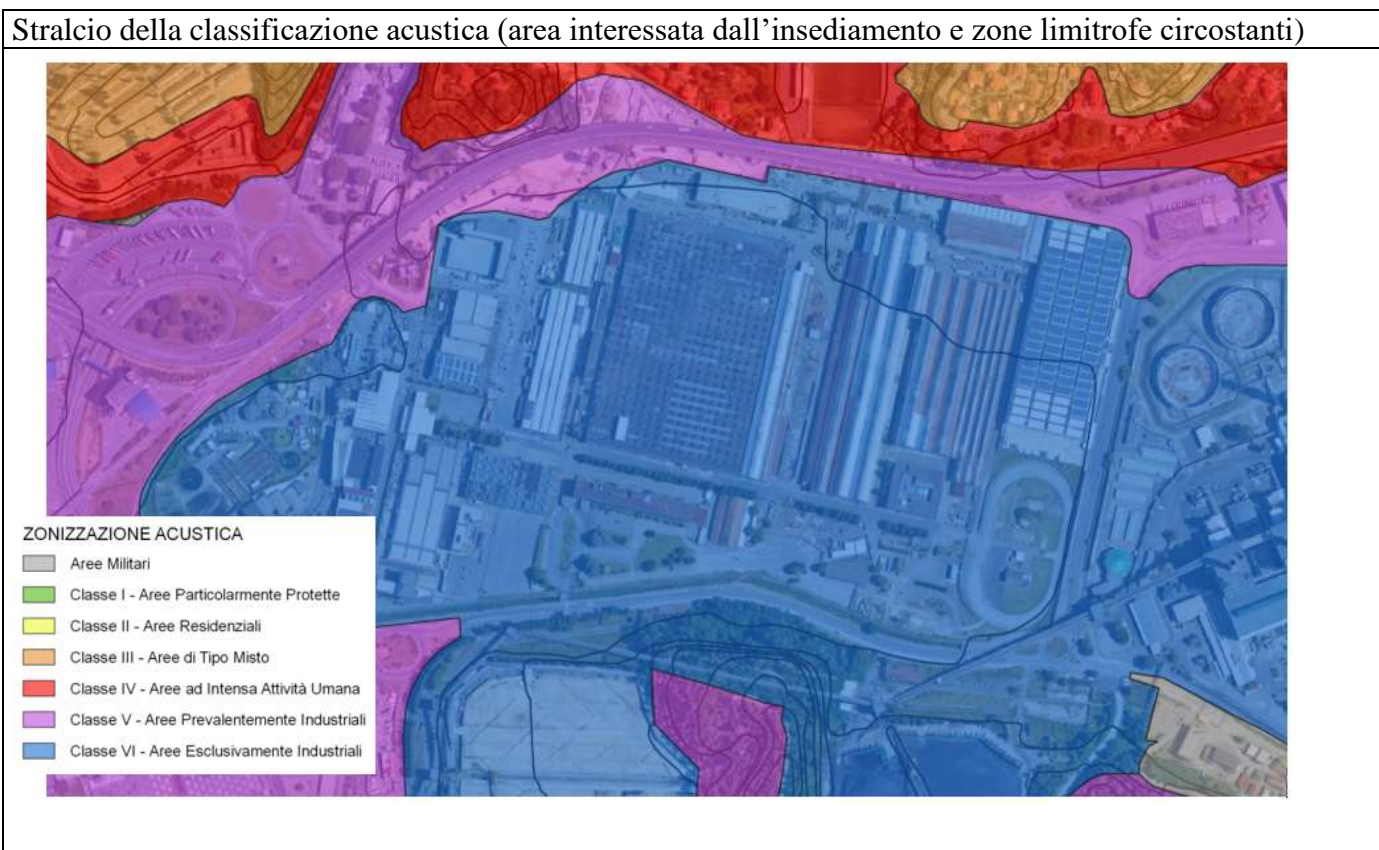 Stralcio della classificazione acustica (area interessata dall’insediamento e zone limitrofe circostanti)
ZONIZZAZIONE ACUSTICA
Aree Militari
Classe I - Aree Particolarmente Protette
Classe II - Aree Residenziali
Classe III - Aree di Tipo Misto
Classe IV - Aree ad Intensa Attività Umana
Classe V - Aree Prevalentemente Industriali
Classe VI - Aree Esclusivamente Industriali